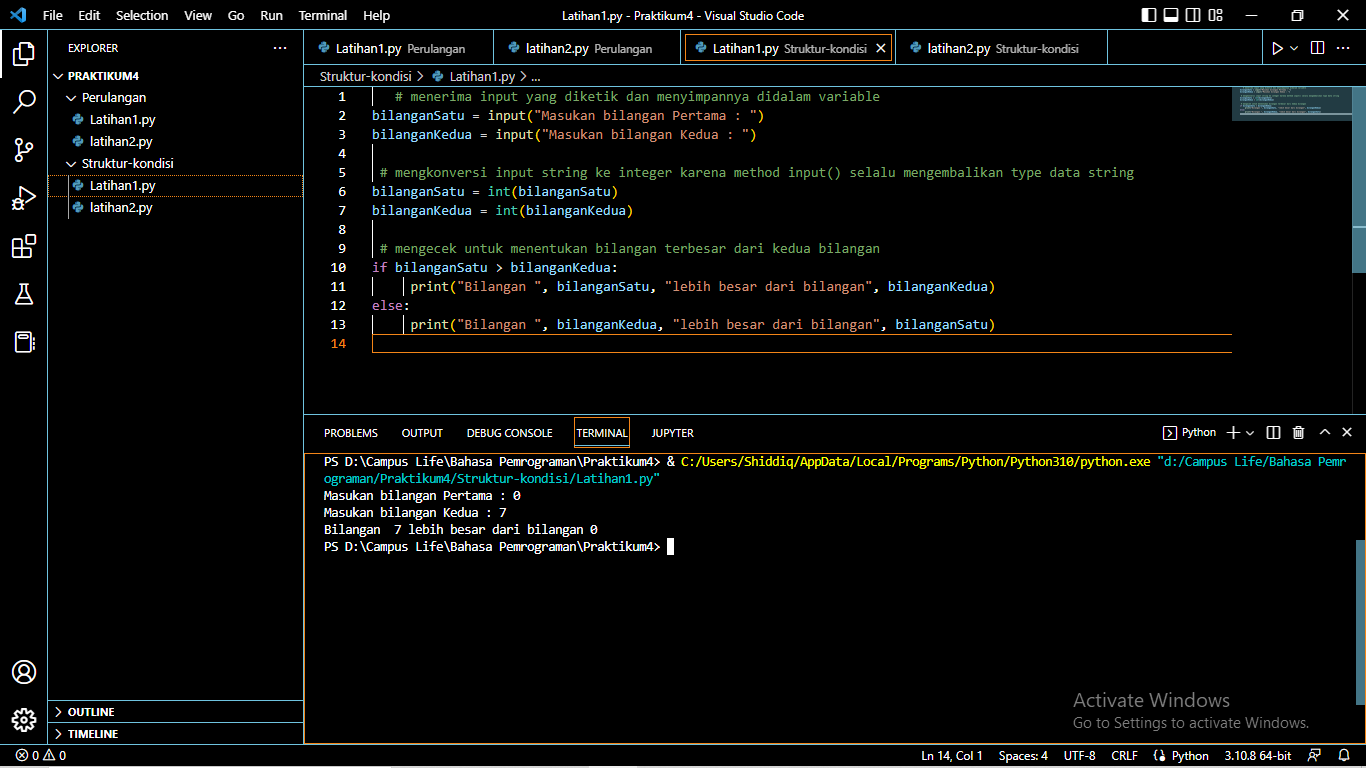 File Edit Selection View Go Run Terminal Help Latihan1.py - Praktikum4 - Visual Studio Code
EXPLORER
PRAKTIKUM4
Perulangan
Latihan1.py
latihan2.py
Struktur-kondisi
Latihan1.py
latihan2.py
OUTLINE
TIMELINE
Latihan1.py Perulangan latihan2.py Perulangan Latihan1.py Struktur-kondisi latihan2.py Struktur-kondisi
Struktur-kondisi > Latihan1.py > ...
1 # menerima input yang diketik dan menyimpannya didalam variable
2 bilanganSatu = input("Masukan bilangan Pertama : ")
3 bilanganKedua = input("Masukan bilangan Kedua : ")
4
5 # mengkonversi input string ke integer karena method input() selalu mengembalikan type data string
6 bilanganSatu = int(bilanganSatu)
7 bilanganKedua = int(bilanganKedua)
8
9 # mengecek untuk menentukan bilangan terbesar dari kedua bilangan
10 if bilanganSatu > bilanganKedua:
11 print("Bilangan ", bilanganSatu, "lebih besar dari bilangan", bilanganKedua)
12 else:
13 print("Bilangan ", bilanganKedua, "lebih besar dari bilangan", bilanganSatu)
14
PROBLEMS OUTPUT DEBUG CONSOLE TERMINAL JUPYTER Python
PS D:\Campus Life\Bahasa Pemrograman\Praktikum4> & C:/Users/Shiddiq/AppData/Local/Programs/Python/Python310/python.exe "d:/Campus Life/Bahasa Pemr
ograman/Praktikum4/Struktur-kondisi/Latihan1.py"
Masukan bilangan Pertama : 0
Masukan bilangan Kedua : 7
Bilangan  7 lebih besar dari bilangan 0
PS D:\Campus Life\Bahasa Pemrograman\Praktikum4>
Activate Windows
Go to Settings to activate Windows.
0 0 Ln 14, Col 1 Spaces: 4 UTF-8 CRLF Python 3.10.8 64-bit